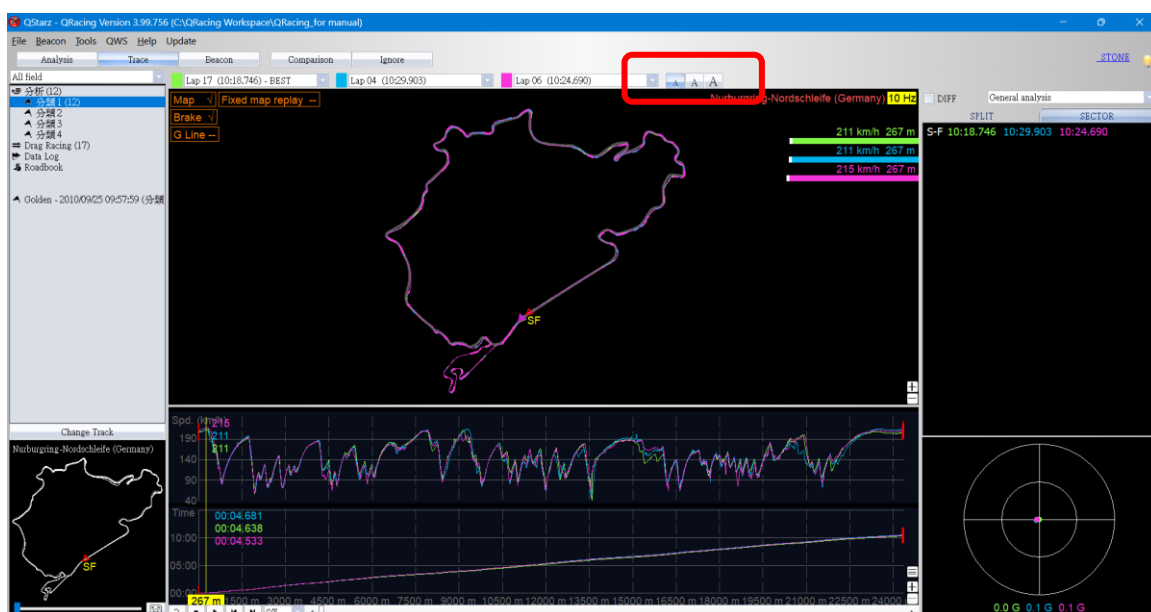 QStarz - QRacing Version 3.99.756 (C:\QRacing Workspace\QRacing_for manual)
File Beacon Tools QWS Help Update
Analysis Trace Beacon Comparison Ignore STONE
All field Lap 17 (10:18.746) - BEST Lap 04 (10:29.903) Lap 06 (10:24.690) A A A
分析 (12)
分類1 (12)
分類2
分類3
分類4
Drag Racing (17)
Data Log
Roadbook
Golden - 2010/09/25 09:57:59 (分類
Change Track
Nurburgring-Nordschleife (Germany)
SF
Map √ Fixed map replay --
Brake √
G Line --
Nurburgring-Nordschleife (Germany) 10 Hz
211 km/h 267 m
211 km/h 267 m
215 km/h 267 m
SF
+
−
Spd. (km/h)
215
211
211
190
140
90
40
Time
00:04.681
00:04.638
00:04.533
10:00
05:00
00:00
267 m 1500 m 3000 m 4500 m 6000 m 7500 m 9000 m 10500 m 12000 m 13500 m 15000 m 16500 m 18000 m 19500 m 21000 m 22500 m 24000
DIFF General analysis
SPLIT SECTOR
S-F 10:18.746 10:29.903 10:24.690
0.0 G 0.1 G 0.1 G